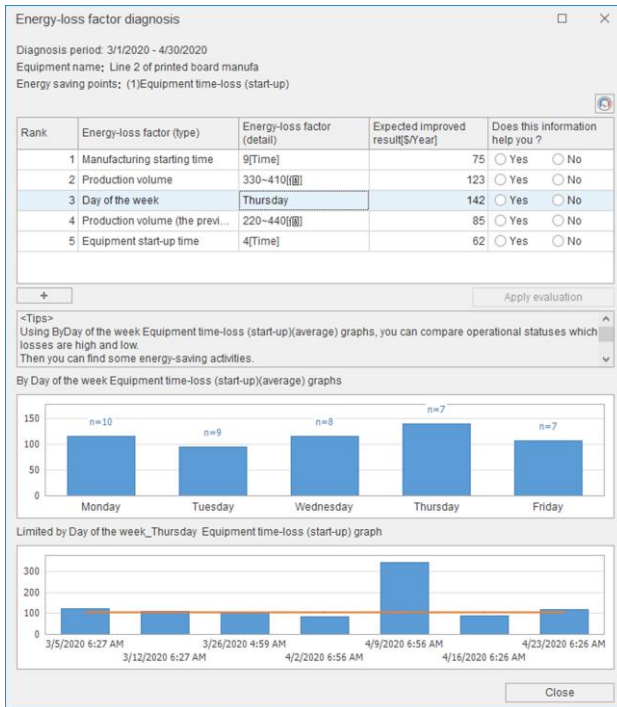 Energy-loss factor diagnosis
Diagnosis period: 3/1/2020 - 4/30/2020
Equipment name: Line 2 of printed board manufa
Energy saving points: (1)Equipment time-loss (start-up)
Rank Energy-loss factor (type) Energy-loss factor (detail) Expected improved result[$/Year] Does this information help you ?
1 Manufacturing starting time 9[Time] 75 Yes No
2 Production volume 330~410[個] 123 Yes No
3 Day of the week Thursday 142 Yes No
4 Production volume (the previ... 220~440[個] 85 Yes No
5 Equipment start-up time 4[Time] 62 Yes No
+ Apply evaluation
<Tips>
Using ByDay of the week Equipment time-loss (start-up)(average) graphs, you can compare operational statuses which
losses are high and low.
Then you can find some energy-saving activities.
By Day of the week Equipment time-loss (start-up)(average) graphs
150
100
50
0
n=10 n=9 n=8 n=7 n=7
Monday Tuesday Wednesday Thursday Friday
Limited by Day of the week_Thursday Equipment time-loss (start-up) graph
300
200
100
0
3/5/2020 6:27 AM 3/26/2020 4:59 AM 4/9/2020 6:56 AM 4/23/2020 6:26 AM
3/12/2020 6:27 AM 4/2/2020 6:56 AM 4/16/2020 6:26 AM
Close